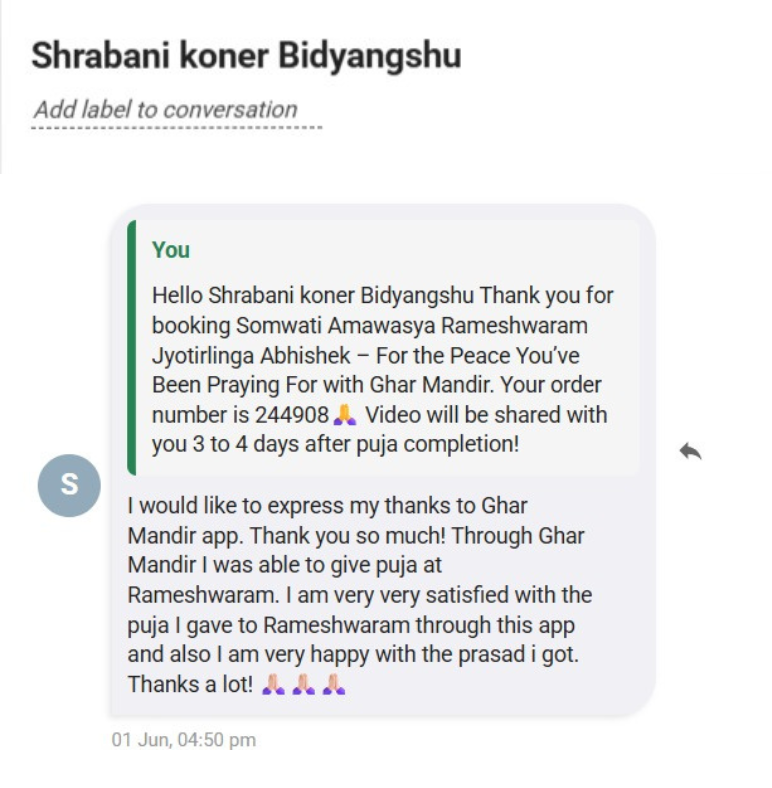 Shrabani koner Bidyangshu
Add label to conversation
You
Hello Shrabani koner Bidyangshu Thank you for
booking Somwati Amawasya Rameshwaram
Jyotirlinga Abhishek – For the Peace You’ve
Been Praying For with Ghar Mandir. Your order
number is 244908🙏 Video will be shared with
you 3 to 4 days after puja completion!
S
I would like to express my thanks to Ghar
Mandir app. Thank you so much! Through Ghar
Mandir I was able to give puja at
Rameshwaram. I am very very satisfied with the
puja I gave to Rameshwaram through this app
and also I am very happy with the prasad i got.
Thanks a lot! 🙏🏼 🙏🏼 🙏🏼
01 Jun, 04:50 pm